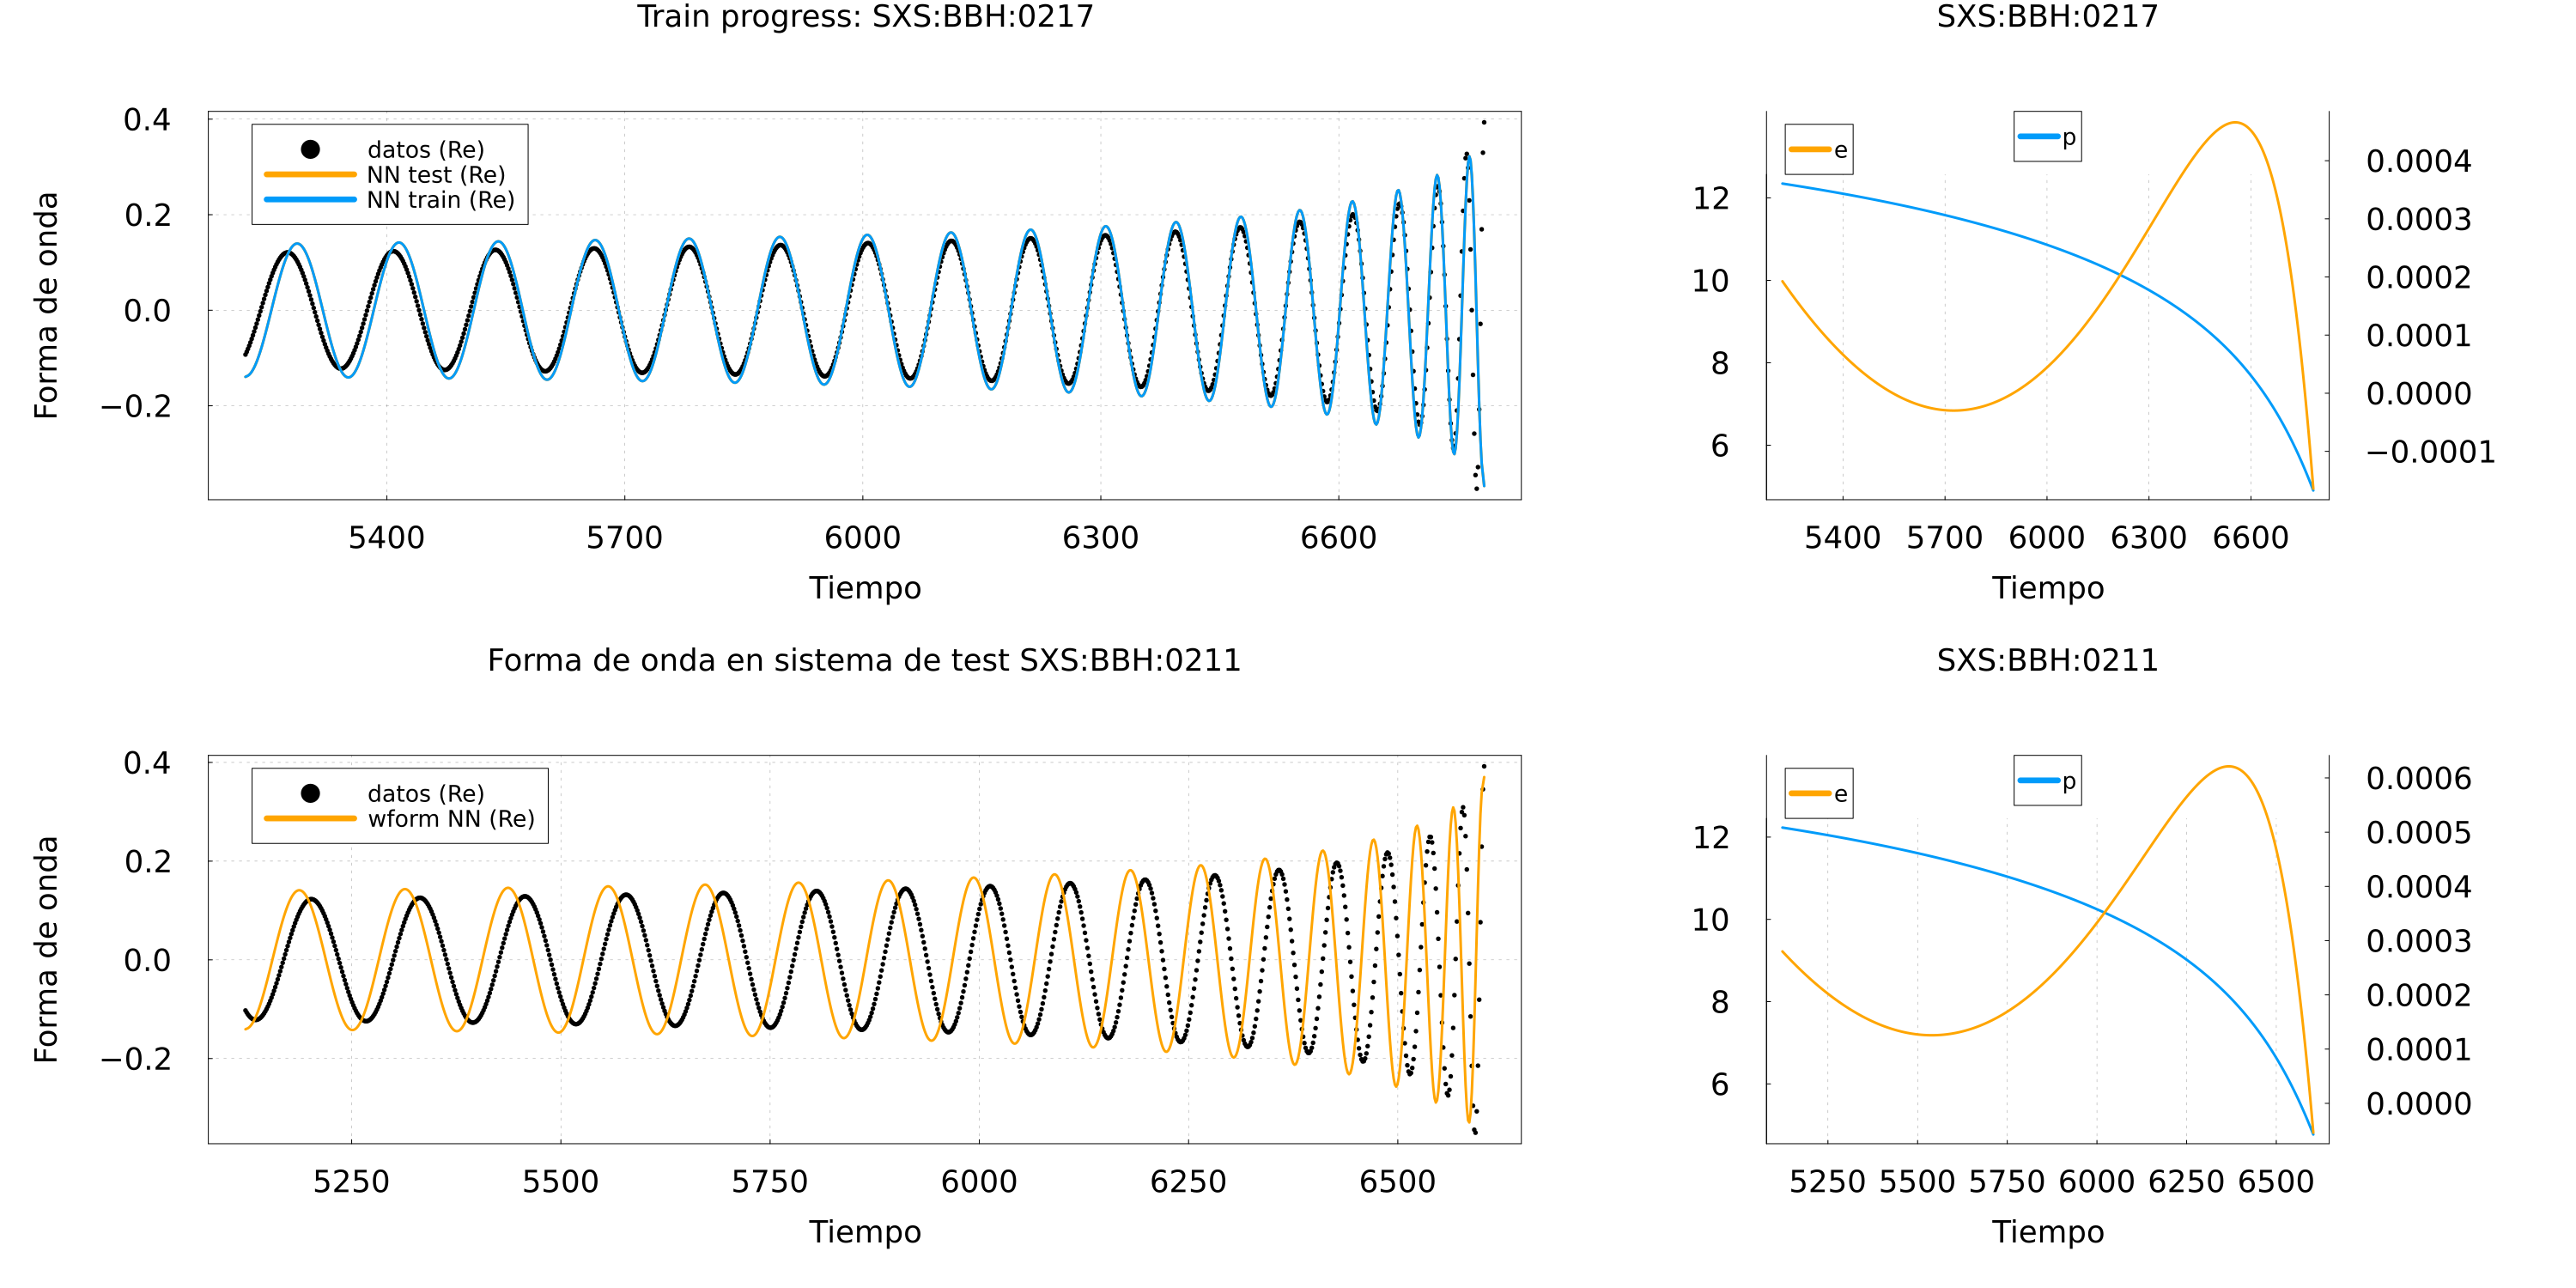 Train progress: SXS:BBH:0217
Forma de onda
0.4
0.2
0.0
−0.2
datos (Re)
NN test (Re)
NN train (Re)
5400 5700 6000 6300 6600
Tiempo
SXS:BBH:0217
e
p
12
10
8
6
0.0004
0.0003
0.0002
0.0001
0.0000
−0.0001
5400 5700 6000 6300 6600
Tiempo
Forma de onda en sistema de test SXS:BBH:0211
Forma de onda
0.4
0.2
0.0
−0.2
datos (Re)
wform NN (Re)
5250 5500 5750 6000 6250 6500
Tiempo
SXS:BBH:0211
e
p
12
10
8
6
0.0006
0.0005
0.0004
0.0003
0.0002
0.0001
0.0000
5250 5500 5750 6000 6250 6500
Tiempo